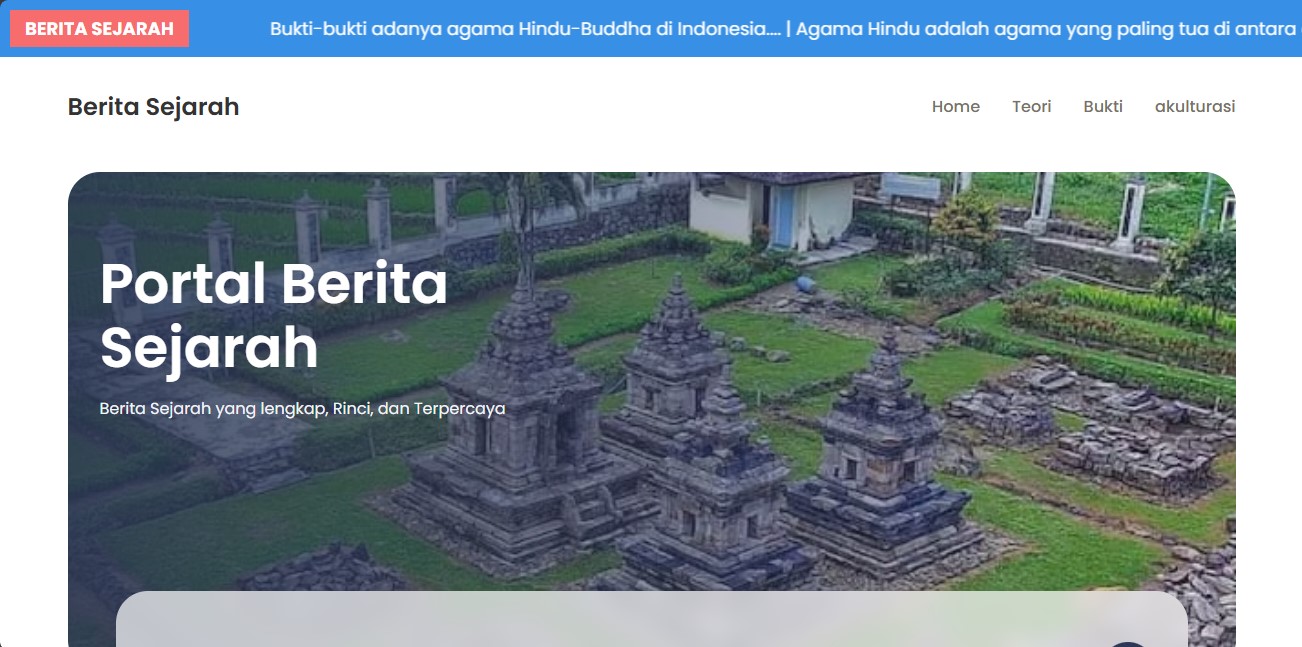 BERITA SEJARAH
Bukti-bukti adanya agama Hindu-Buddha di Indonesia.... | Agama Hindu adalah agama yang paling tua di antara
Berita Sejarah
Home
Teori
Bukti
akulturasi
Portal Berita
Sejarah
Berita Sejarah yang lengkap, Rinci, dan Terpercaya